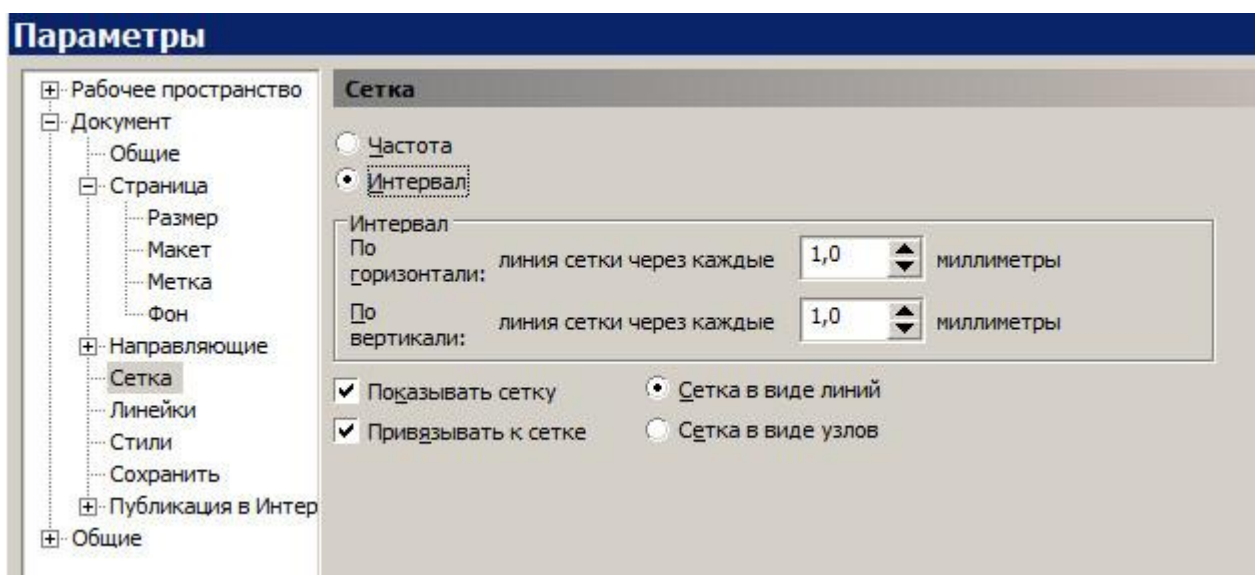 Параметры
Рабочее пространство
Документ
Общие
Страница
Размер
Макет
Метка
Фон
Направляющие
Сетка
Линейки
Стили
Сохранить
Публикация в Интер
Общие
Сетка
Частота
Интервал
Интервал
По
горизонтали: линия сетки через каждые 1,0 миллиметры
По
вертикали: линия сетки через каждые 1,0 миллиметры
Показывать сетку Сетка в виде линий
Привязывать к сетке Сетка в виде узлов